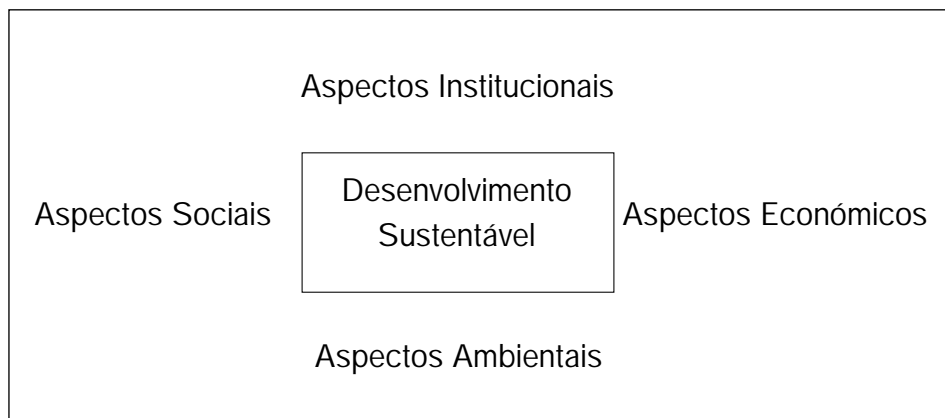 Aspectos Institucionais
Desenvolvimento
Aspectos Sociais
Aspectos Económicos
Sustentável
Aspectos Ambientais